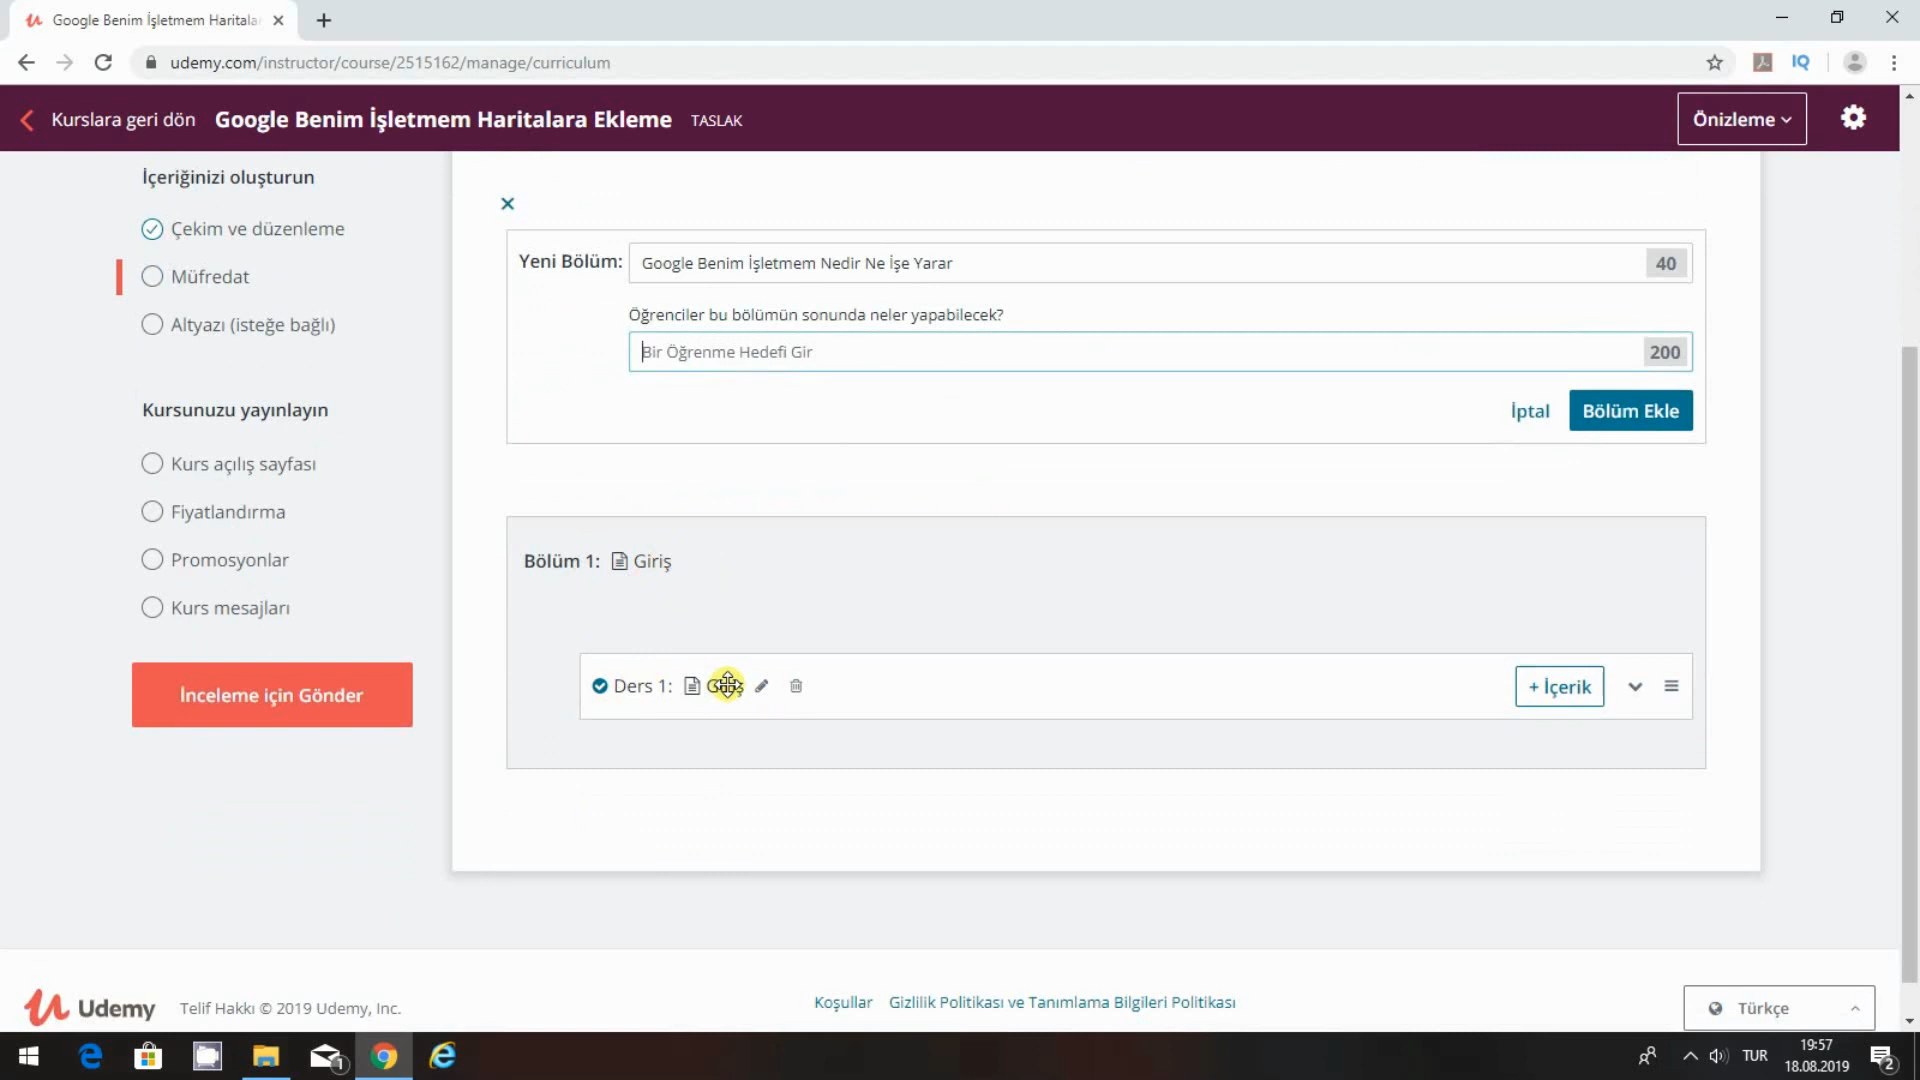 Google Benim İşletmem Haritala
udemy.com/instructor/course/2515162/manage/curriculum
IQ
Kurslara geri dön
Google Benim İşletmem Haritalara Ekleme
TASLAK
Önizleme
İçeriğinizi oluşturun
Çekim ve düzenleme
Müfredat
Altyazı (isteğe bağlı)
Kursunuzu yayınlayın
Kurs açılış sayfası
Fiyatlandırma
Promosyonlar
Kurs mesajları
İnceleme için Gönder
Yeni Bölüm:
Google Benim İşletmem Nedir Ne İşe Yarar
40
Öğrenciler bu bölümün sonunda neler yapabilecek?
Bir Öğrenme Hedefi Gir
200
İptal
Bölüm Ekle
Bölüm 1:
Giriş
Ders 1:
+ İçerik
Udemy
Telif Hakkı © 2019 Udemy, Inc.
Koşullar
Gizlilik Politikası ve Tanımlama Bilgileri Politikası
Türkçe
1
TUR
19:57
18.08.2019
2